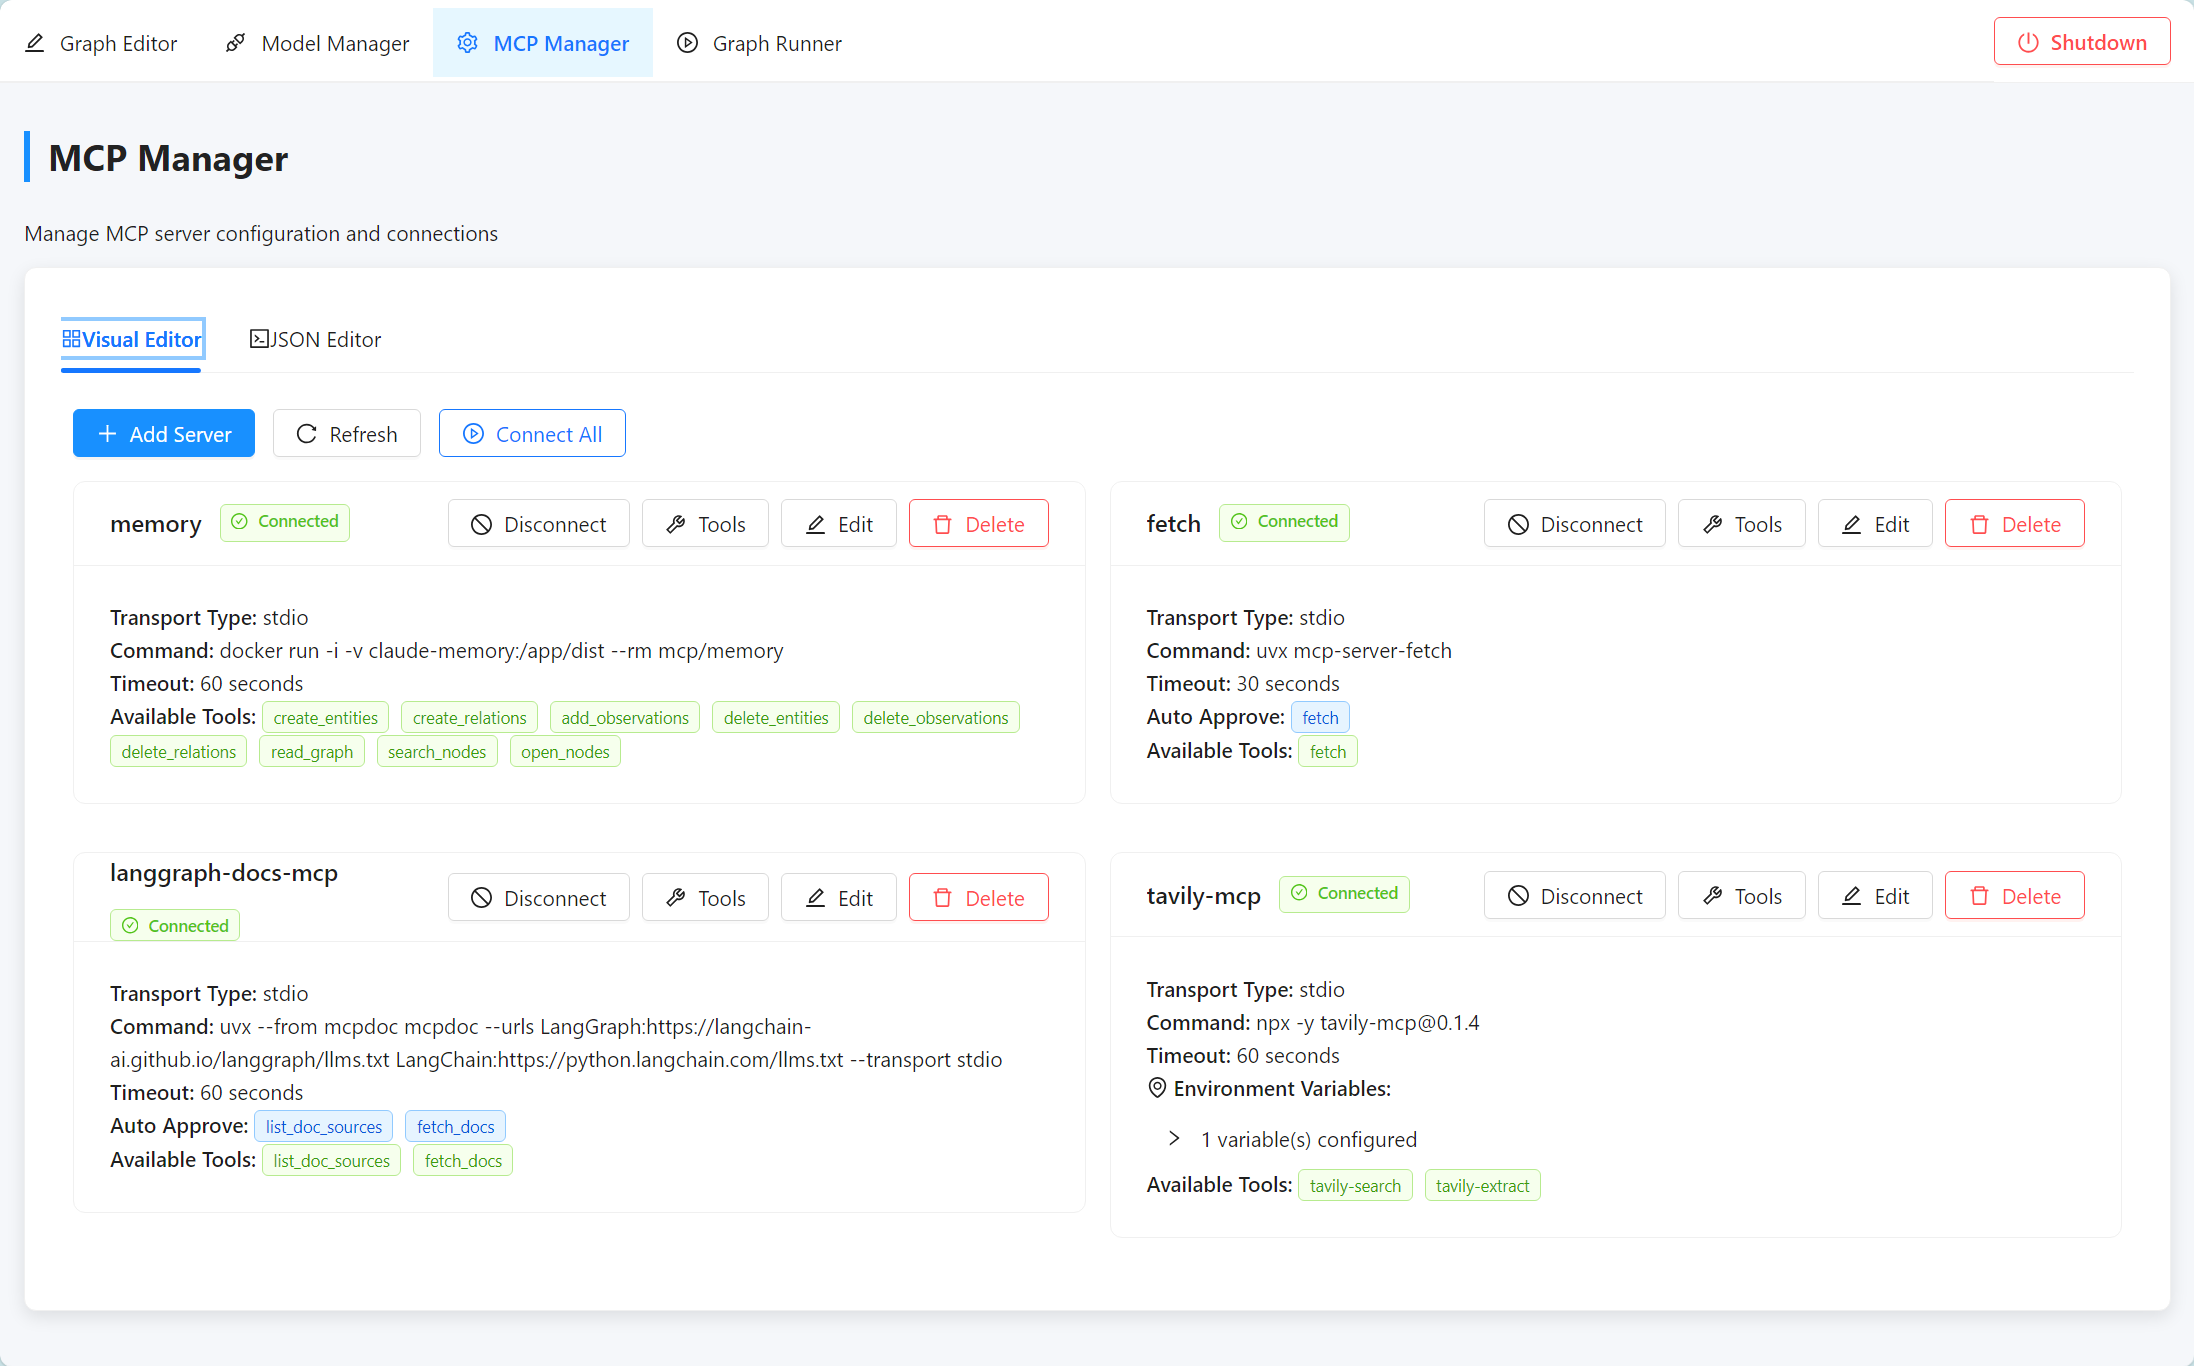 Graph Editor
Model Manager
MCP Manager
Graph Runner
Shutdown
MCP Manager
Manage MCP server configuration and connections
Visual Editor
JSON Editor
Add Server
Refresh
Connect All
memory
Connected
Disconnect
Tools
Edit
Delete
Transport Type: stdio
Command: docker run -i -v claude-memory:/app/dist --rm mcp/memory
Timeout: 60 seconds
Available Tools: create_entities create_relations add_observations delete_entities delete_observations
delete_relations read_graph search_nodes open_nodes
fetch
Connected
Disconnect
Tools
Edit
Delete
Transport Type: stdio
Command: uvx mcp-server-fetch
Timeout: 30 seconds
Auto Approve: fetch
Available Tools: fetch
langgraph-docs-mcp
Connected
Disconnect
Tools
Edit
Delete
Transport Type: stdio
Command: uvx --from mcpdoc mcpdoc --urls LangGraph:https://langchain-
ai.github.io/langgraph/llms.txt LangChain:https://python.langchain.com/llms.txt --transport stdio
Timeout: 60 seconds
Auto Approve: list_doc_sources fetch_docs
Available Tools: list_doc_sources fetch_docs
tavily-mcp
Connected
Disconnect
Tools
Edit
Delete
Transport Type: stdio
Command: npx -y tavily-mcp@0.1.4
Timeout: 60 seconds
Environment Variables:
1 variable(s) configured
Available Tools: tavily-search tavily-extract